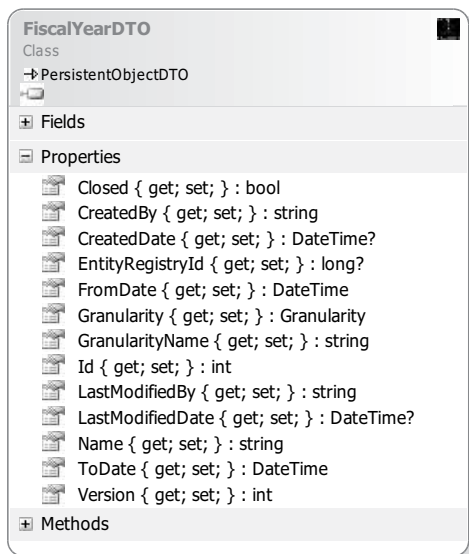 FiscalYearDTO
Class
PersistentObjectDTO
Fields
Properties
Closed { get; set; } : bool
CreatedBy { get; set; } : string
CreatedDate { get; set; } : DateTime?
EntityRegistryId { get; set; } : long?
FromDate { get; set; } : DateTime
Granularity { get; set; } : Granularity
GranularityName { get; set; } : string
Id { get; set; } : int
LastModifiedBy { get; set; } : string
LastModifiedDate { get; set; } : DateTime?
Name { get; set; } : string
ToDate { get; set; } : DateTime
Version { get; set; } : int
Methods